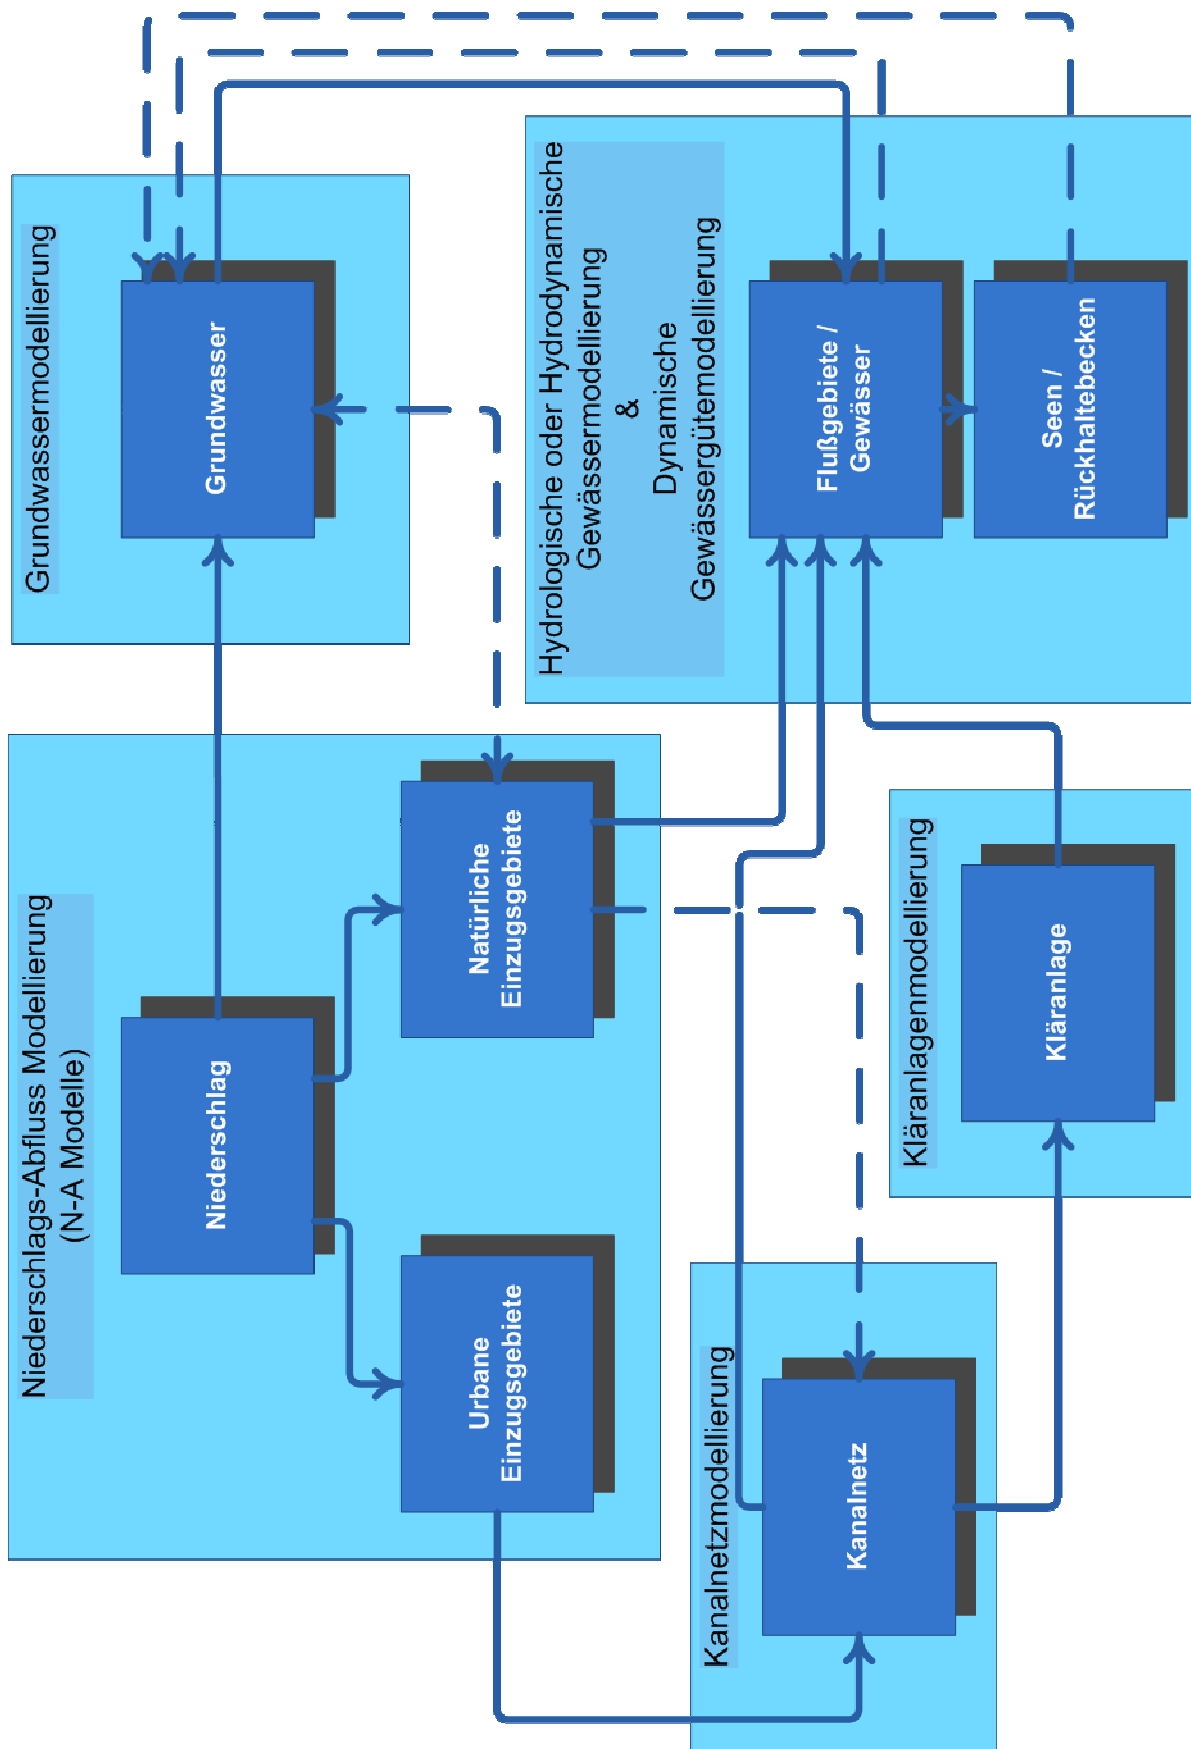 Niederschlags-Abfluss Modellierung
(N-A Modelle)
Niederschlag
Urbane
Einzugsgebiete
Natürliche
Einzugsgebiete
Grundwassermodellierung
Grundwasser
Kanalnetzmodellierung
Kanalnetz
Kläranlagenmodellierung
Kläranlage
Hydrologische oder Hydrodynamische
Gewässermodellierung
&
Dynamische
Gewässergütemodellierung
Flußgebiete /
Gewässer
Seen /
Rückhaltebecken